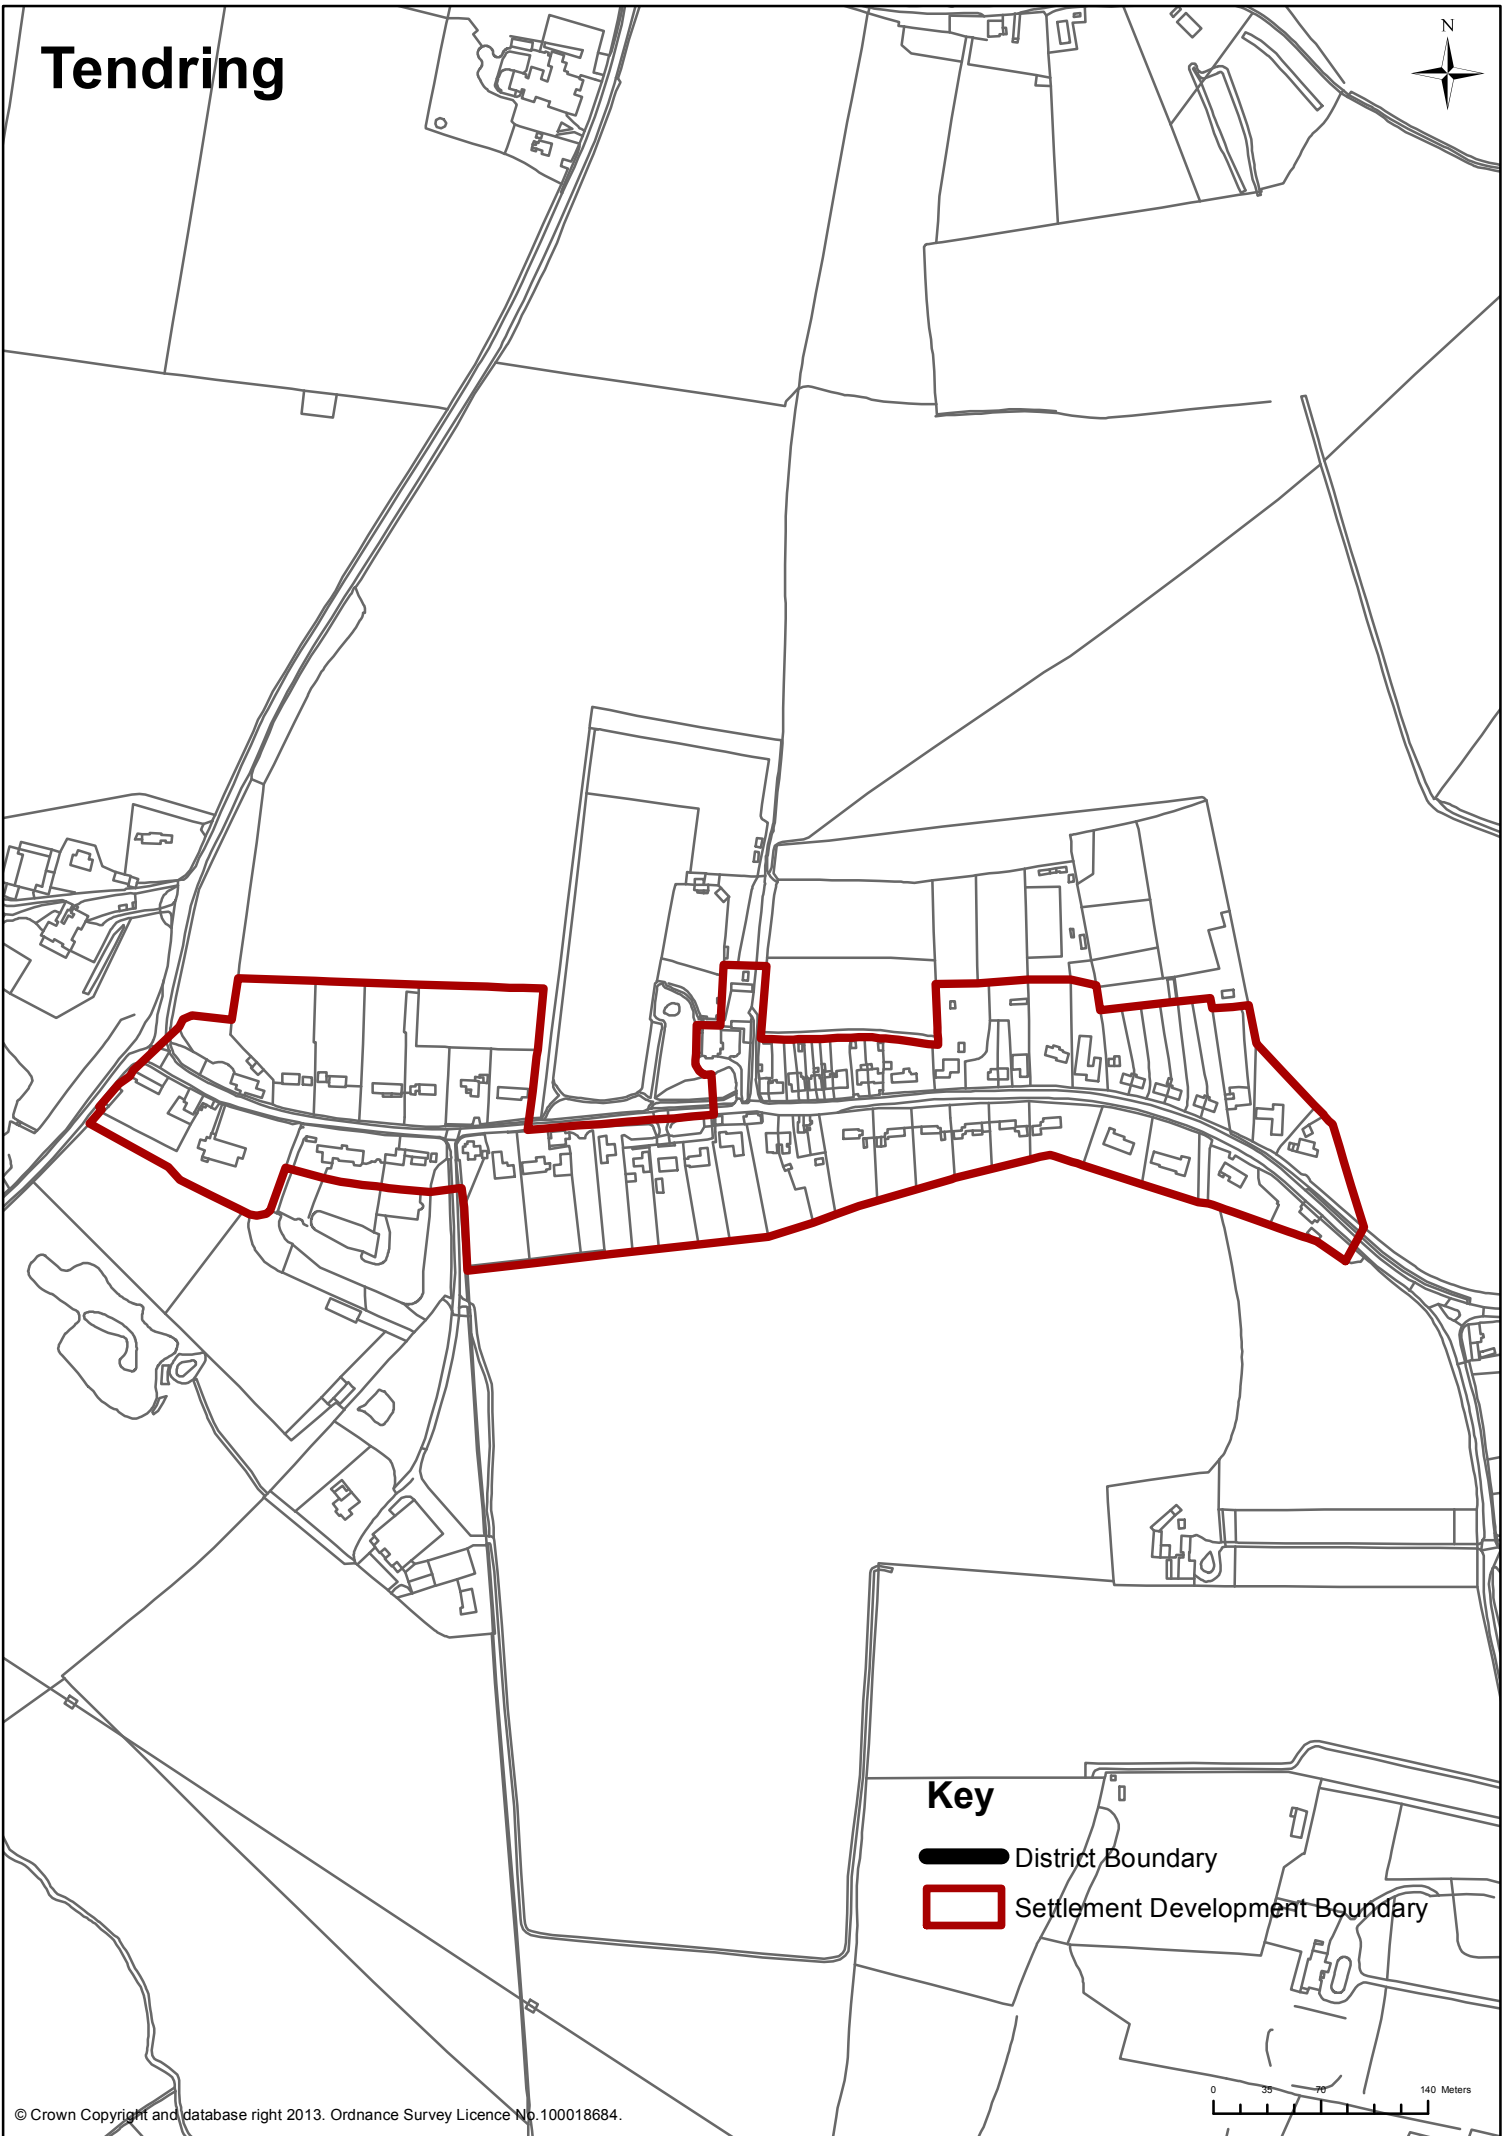 Tendring
N
Key
District Boundary
Settlement Development Boundary
0 35 70 140 Meters
© Crown Copyright and database right 2013. Ordnance Survey Licence No.100018684.